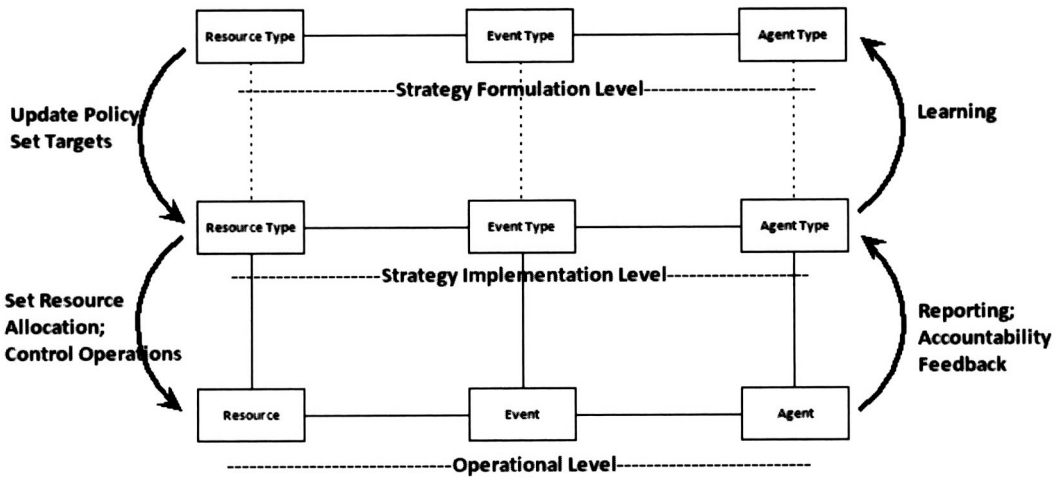 Resource Type
Event Type
Agent Type
Strategy Formulation Level
Update Policy
Set Targets
Learning
Resource Type
Event Type
Agent Type
Strategy Implementation Level
Set Resource
Allocation;
Control Operations
Reporting;
Accountability
Feedback
Resource
Event
Agent
Operational Level